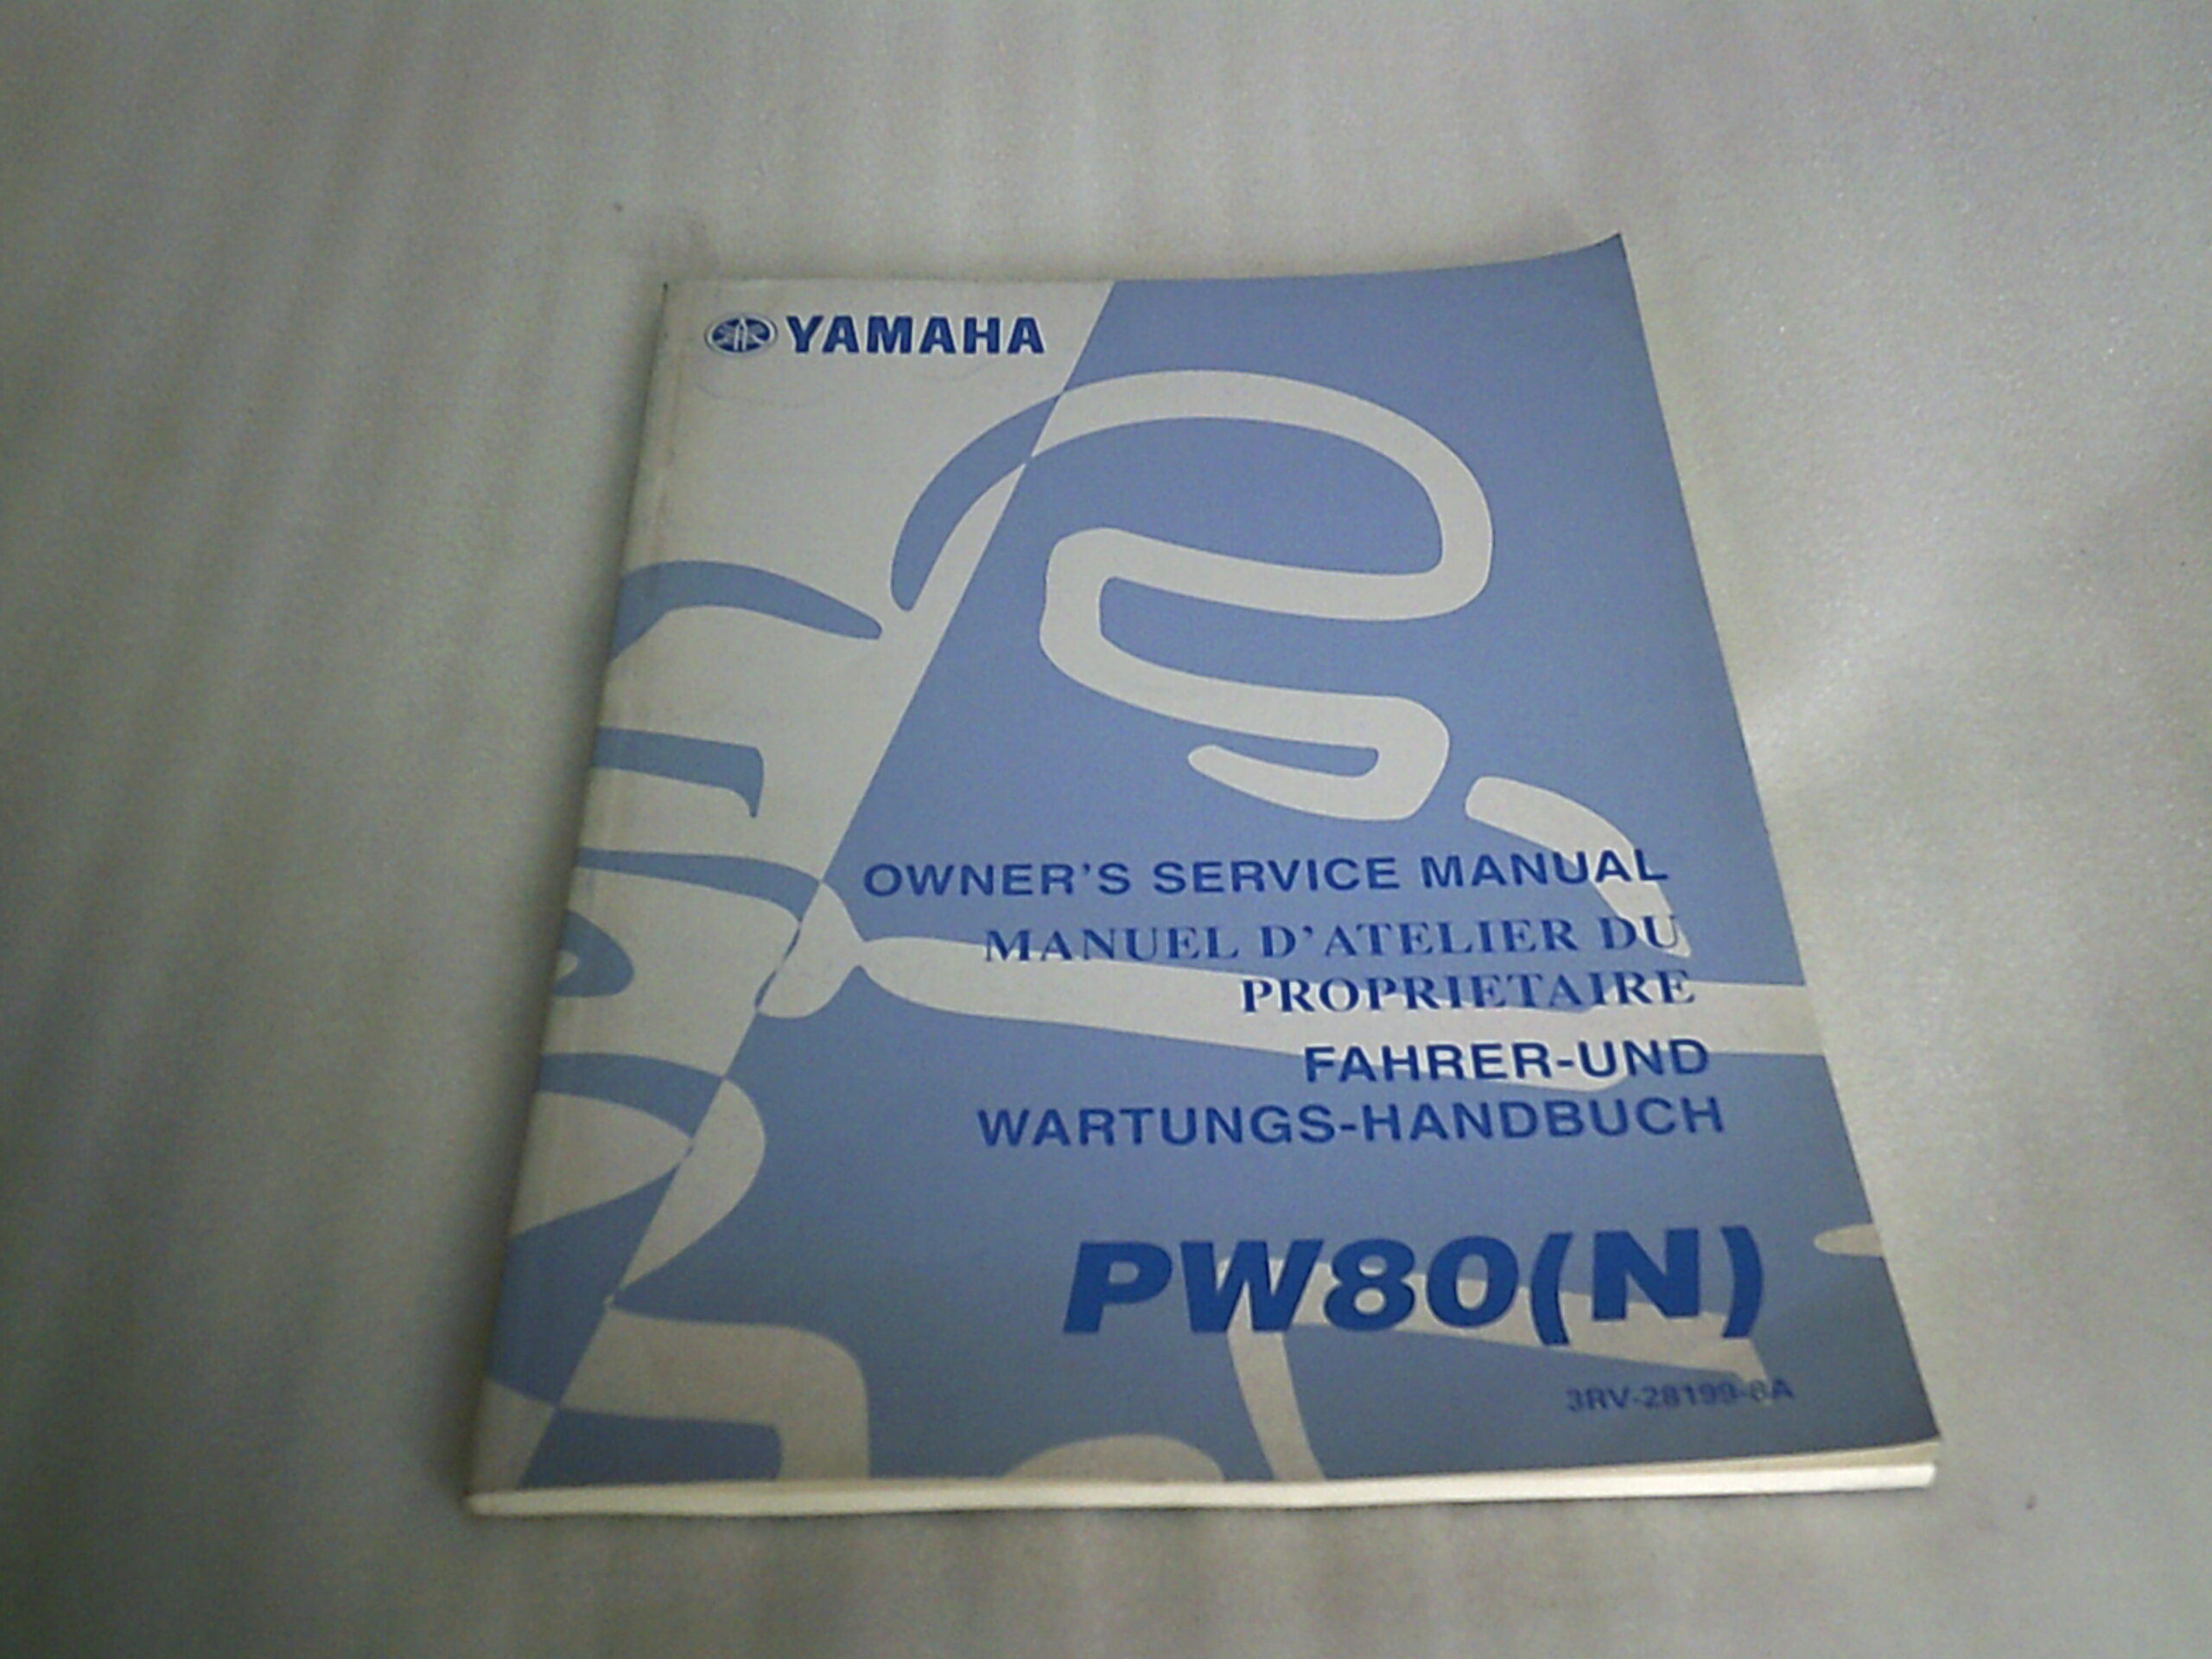 YAMAHA
OWNER'S SERVICE MANUAL
MANUEL D'ATELIER DU
PROPRIETAIRE
FAHRER-UND
WARTUNGS-HANDBUCH
PW80(N)